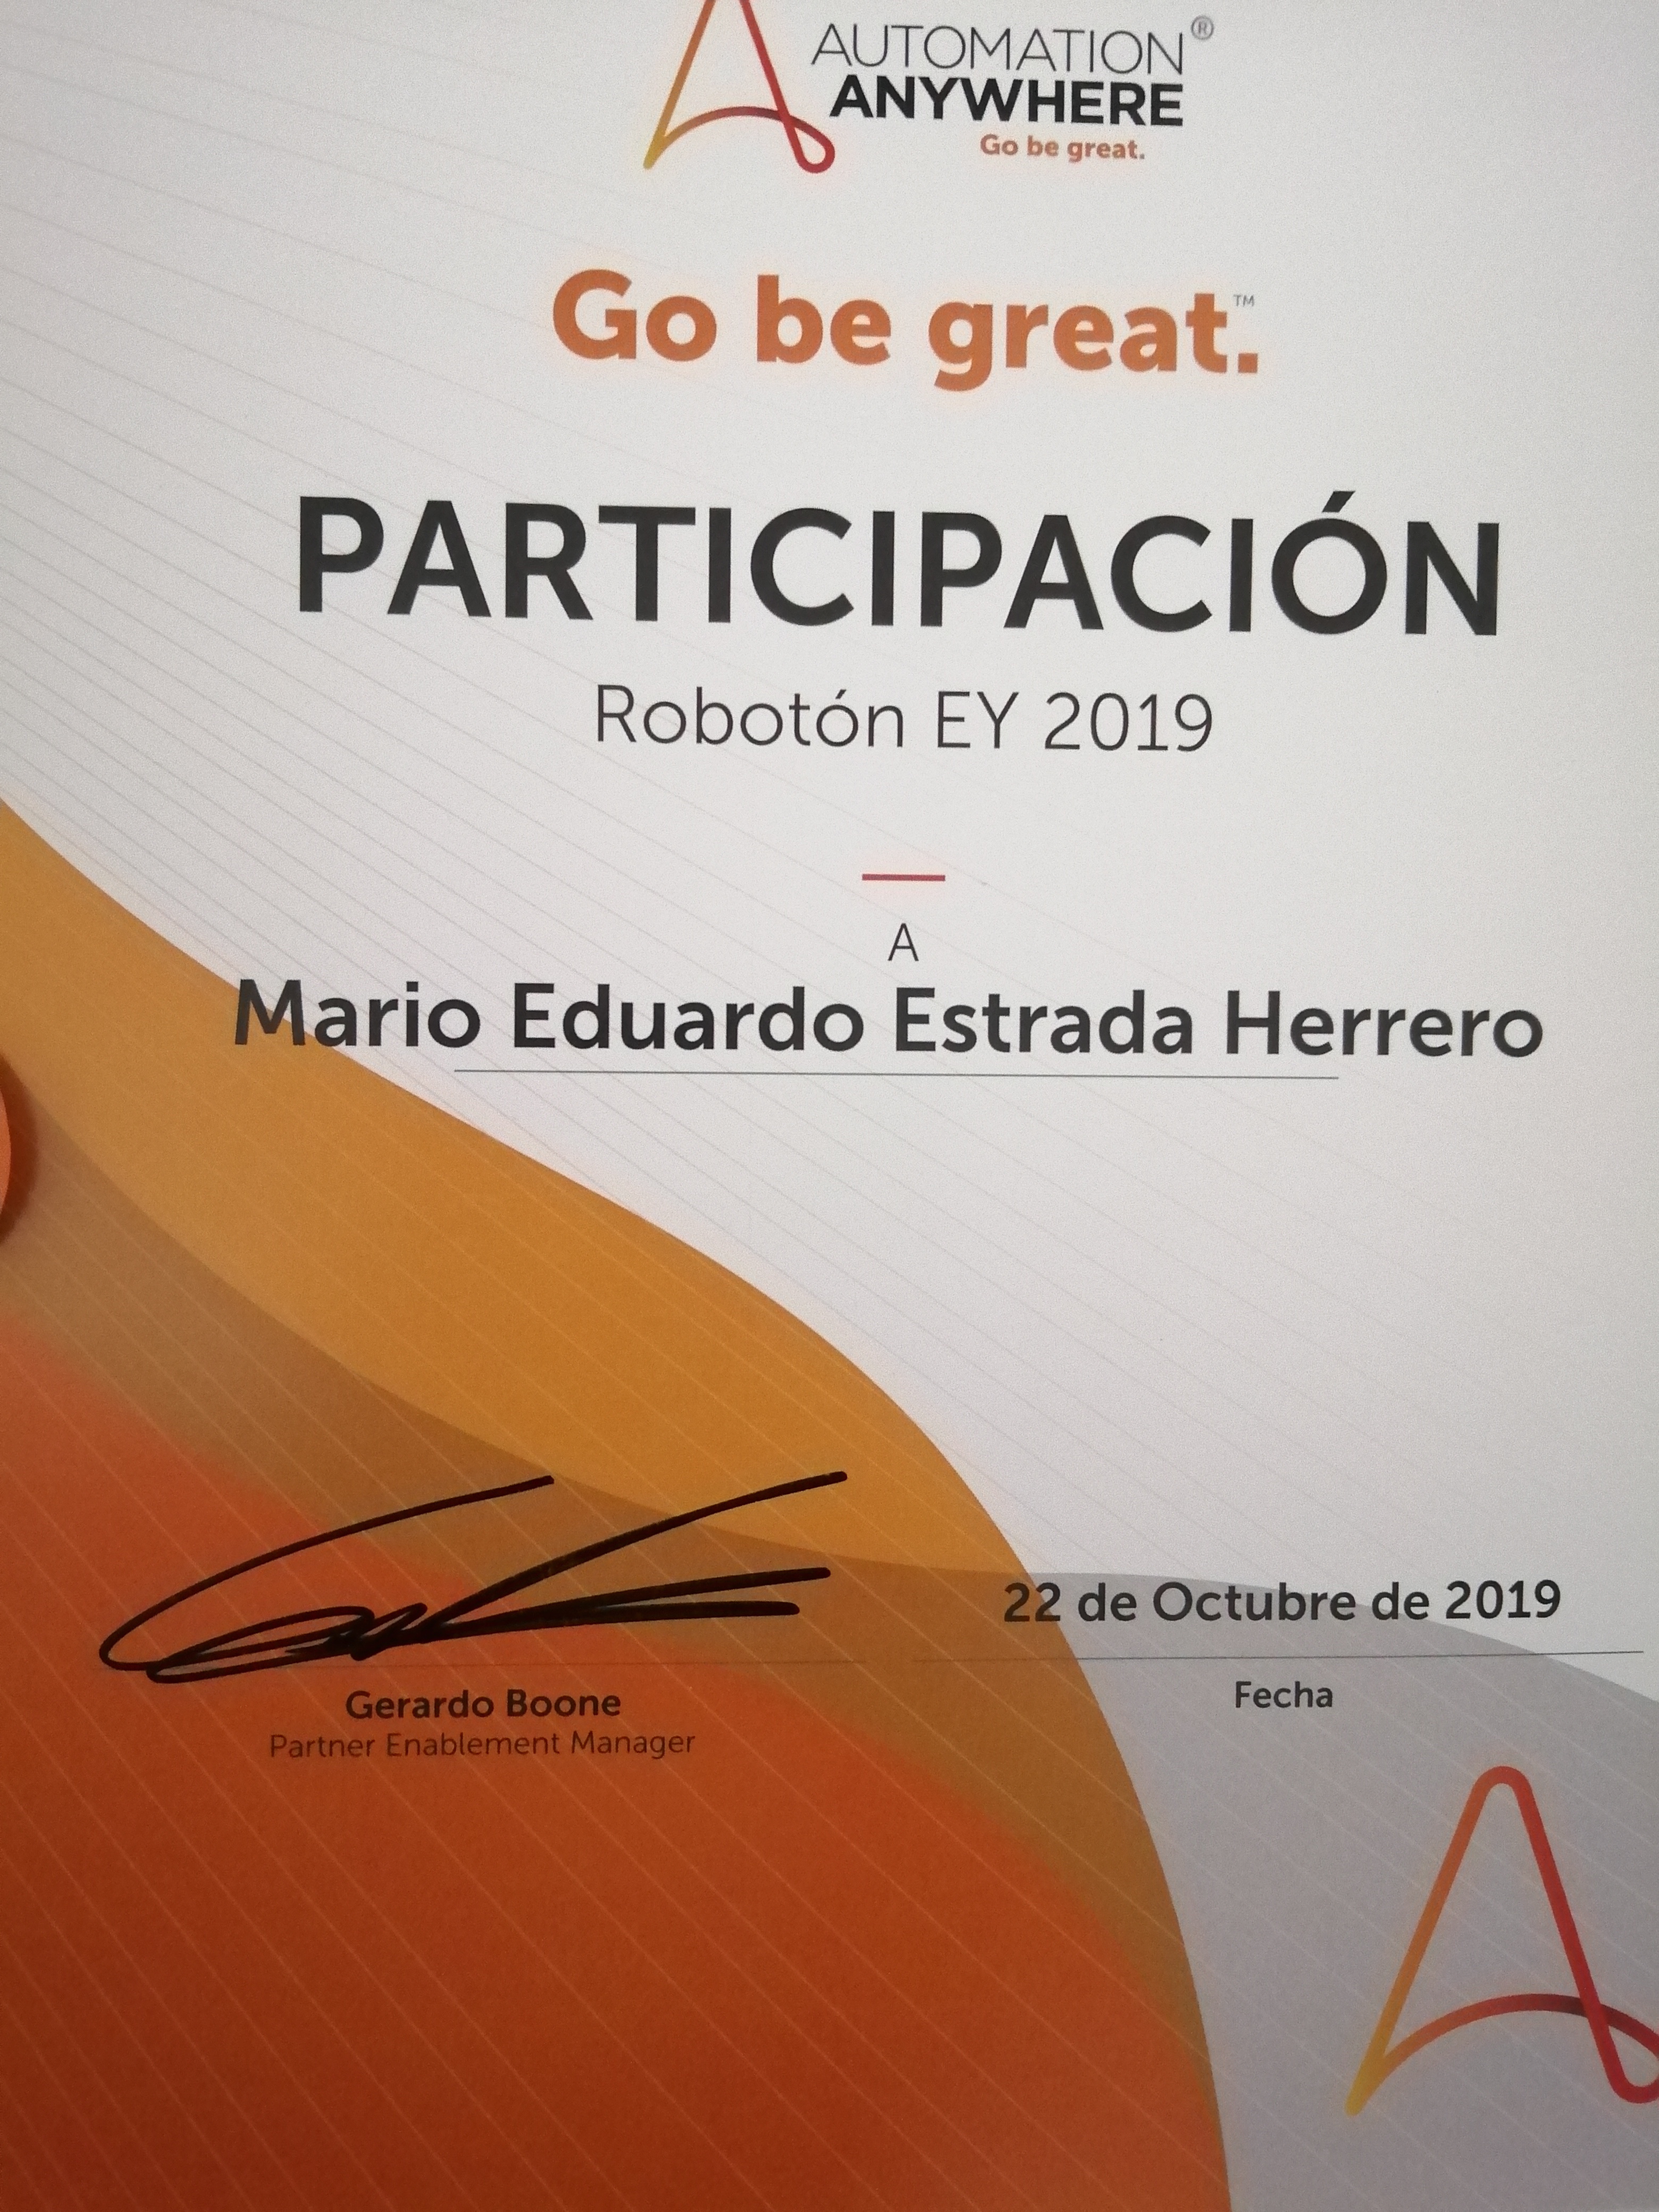 AUTOMATION®
ANYWHERE
Go be great.
Go be great.™
PARTICIPACIÓN
Robotón EY 2019
A
Mario Eduardo Estrada Herrero
22 de Octubre de 2019
Gerardo Boone
Partner Enablement Manager
Fecha